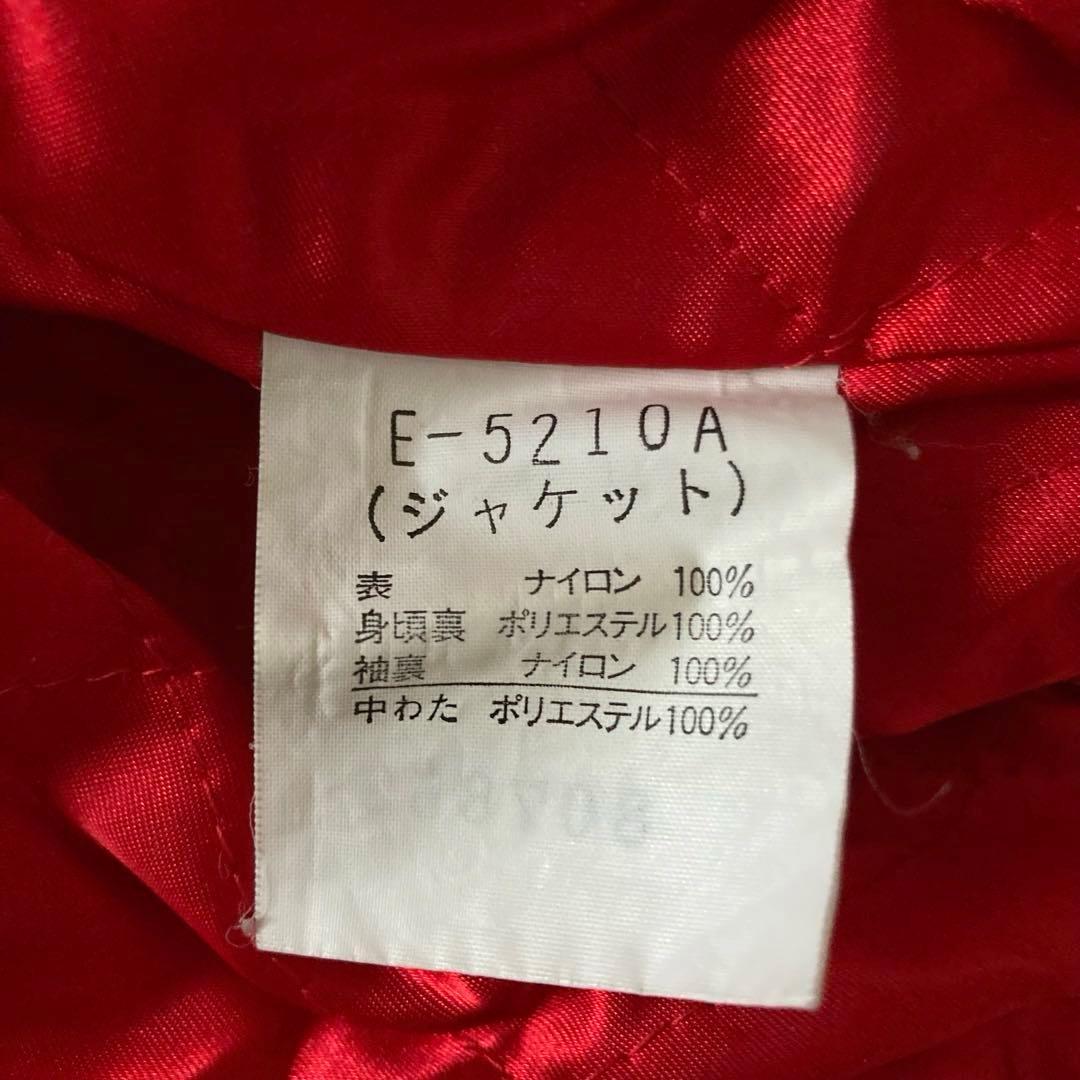 E-5210A
(ジャケット)
表 ナイロン 100%
身頃裏 ポリエステル100%
袖裏 ナイロン 100%
中わた ポリエステル100%